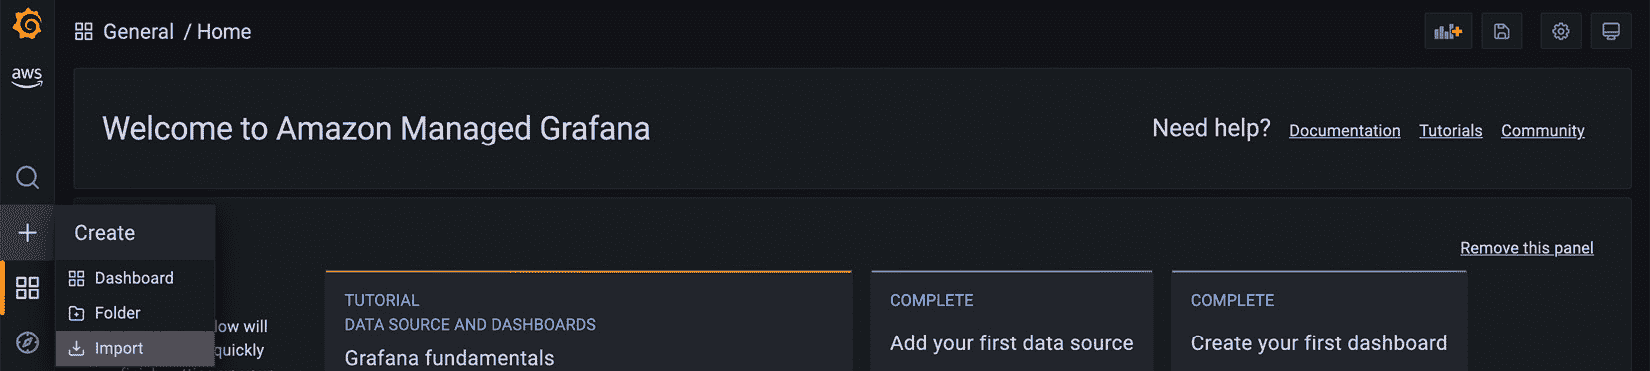 General / Home
aws
Welcome to Amazon Managed Grafana
Need help? Documentation Tutorials Community
Create
Remove this panel
Dashboard
Folder
Import
low will
quickly
TUTORIAL
DATA SOURCE AND DASHBOARDS
Grafana fundamentals
COMPLETE
Add your first data source
COMPLETE
Create your first dashboard